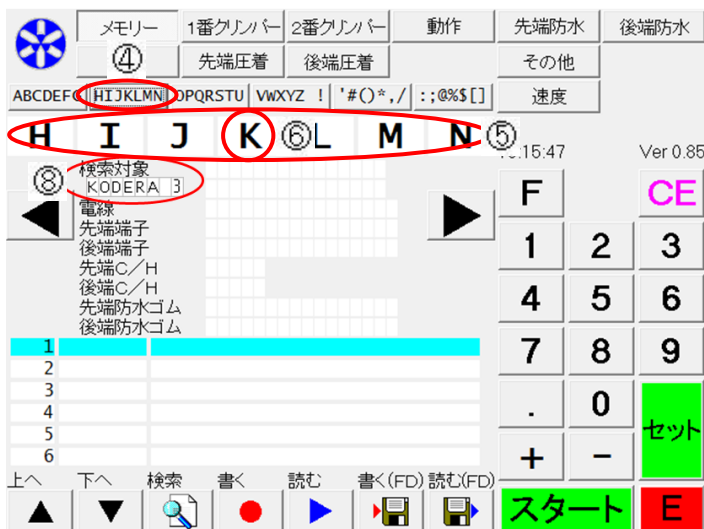 メモリー 1番クリンパー 2番クリンパー 動作 先端防水 後端防水
④ 先端圧着 後端圧着 その他
ABCDEFG HIJKLMN OPQRSTU VWXYZ ! '#()*,/ :;@%$[] 速度
H I J K ⑥ L M N ⑤
:15:47 Ver 0.85
⑧ 検索対象
KODERA 3
電線
先端端子
後端端子
先端C/H
後端C/H
先端防水ゴム
後端防水ゴム
F CE
1 2 3
4 5 6
7 8 9
. 0 セット
+ −
1
2
3
4
5
6
上へ 下へ 検索 書く 読む 書く(FD) 読む(FD)
スタート E